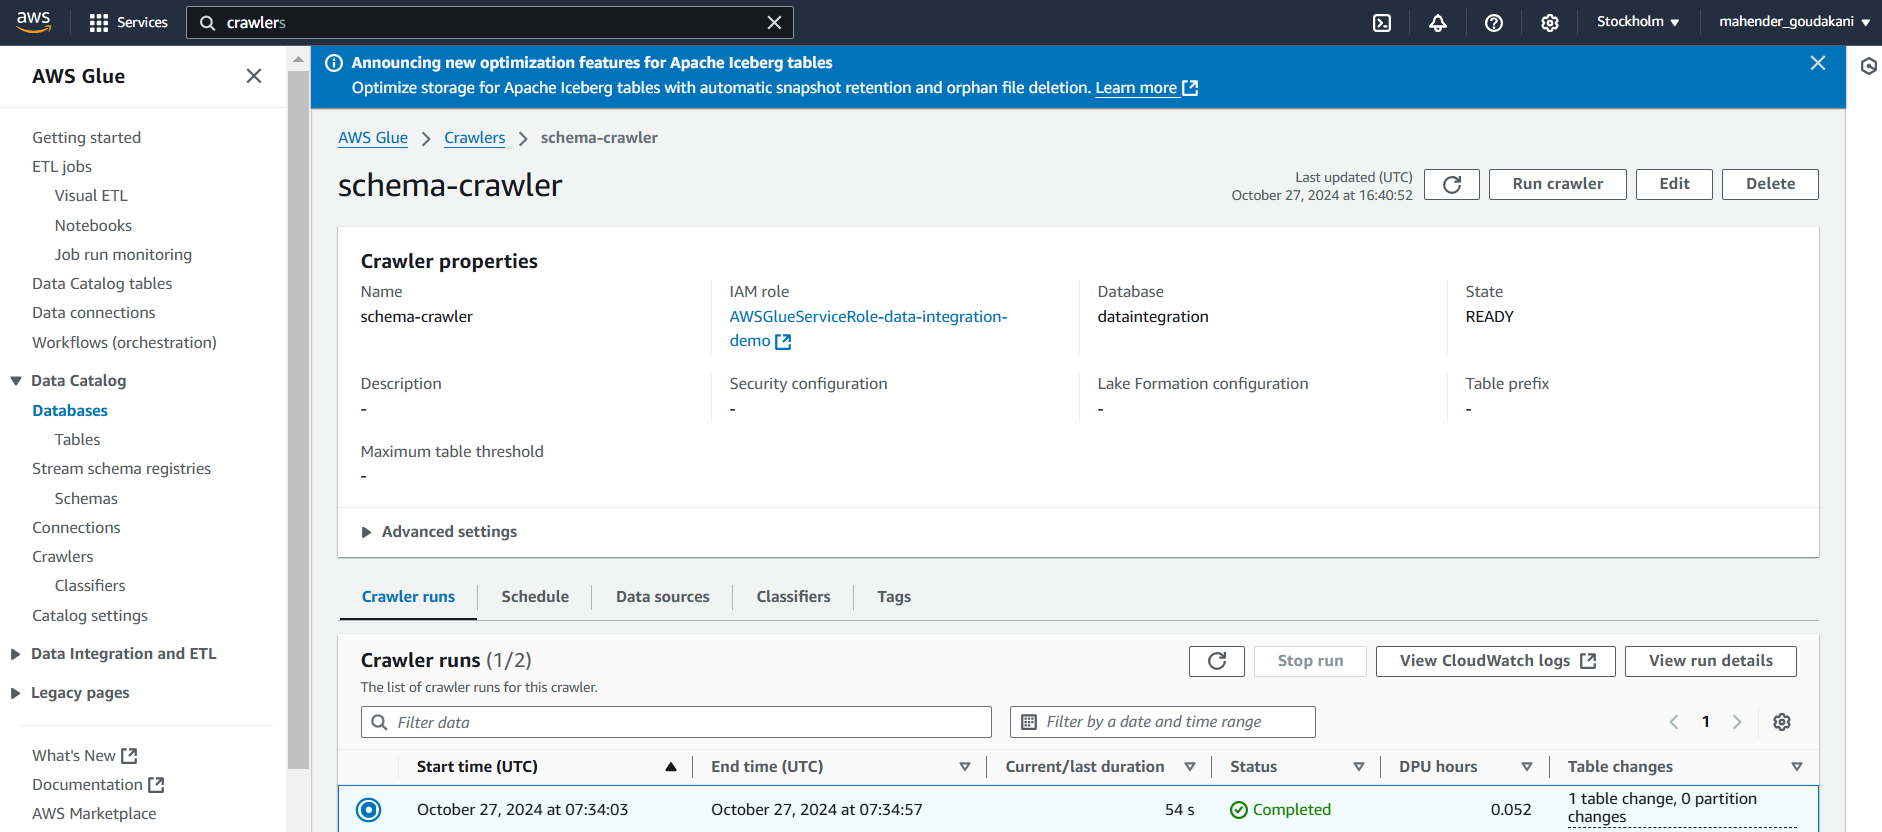 aws
Services
crawlers
Stockholm
mahender_goudakani
AWS Glue
Getting started
ETL jobs
Visual ETL
Notebooks
Job run monitoring
Data Catalog tables
Data connections
Workflows (orchestration)
Data Catalog
Databases
Tables
Stream schema registries
Schemas
Connections
Crawlers
Classifiers
Catalog settings
Data Integration and ETL
Legacy pages
What's New
Documentation
AWS Marketplace
Announcing new optimization features for Apache Iceberg tables
Optimize storage for Apache Iceberg tables with automatic snapshot retention and orphan file deletion. Learn more
AWS Glue > Crawlers > schema-crawler
schema-crawler
Last updated (UTC)
October 27, 2024 at 16:40:52
Run crawler
Edit
Delete
Crawler properties
Name
schema-crawler
IAM role
AWSGlueServiceRole-data-integration-
demo
Database
dataintegration
State
READY
Description
-
Security configuration
-
Lake Formation configuration
-
Table prefix
-
Maximum table threshold
-
Advanced settings
Crawler runs
Schedule
Data sources
Classifiers
Tags
Crawler runs (1/2)
The list of crawler runs for this crawler.
Stop run
View CloudWatch logs
View run details
Filter data
Filter by a date and time range
1
Start time (UTC)
End time (UTC)
Current/last duration
Status
DPU hours
Table changes
October 27, 2024 at 07:34:03
October 27, 2024 at 07:34:57
54 s
Completed
0.052
1 table change, 0 partition
changes